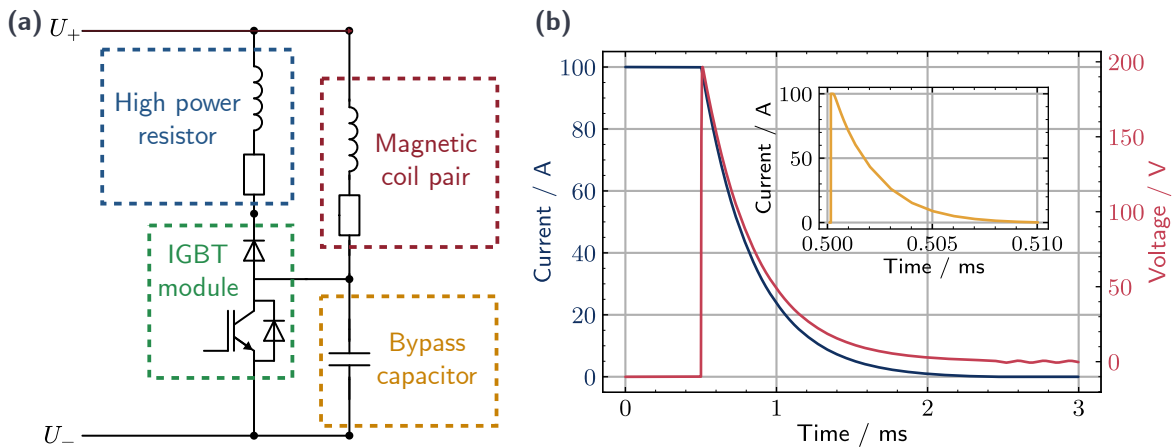 (a)
U+
High power
resistor
Magnetic
coil pair
IGBT
module
Bypass
capacitor
U−
(b)
Current / A
100
80
60
40
20
0
0
1
2
3
Time / ms
200
150
100
50
0
Voltage / V
Current / A
100
50
0
0.500
0.505
0.510
Time / ms